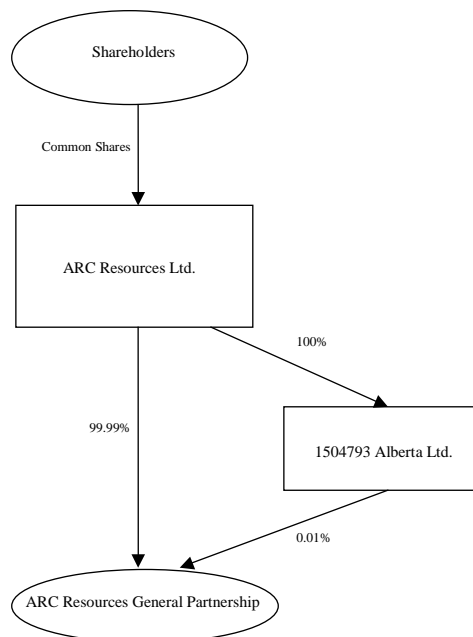 Shareholders
Common Shares
ARC Resources Ltd.
100%
99.99%
1504793 Alberta Ltd.
0.01%
ARC Resources General Partnership